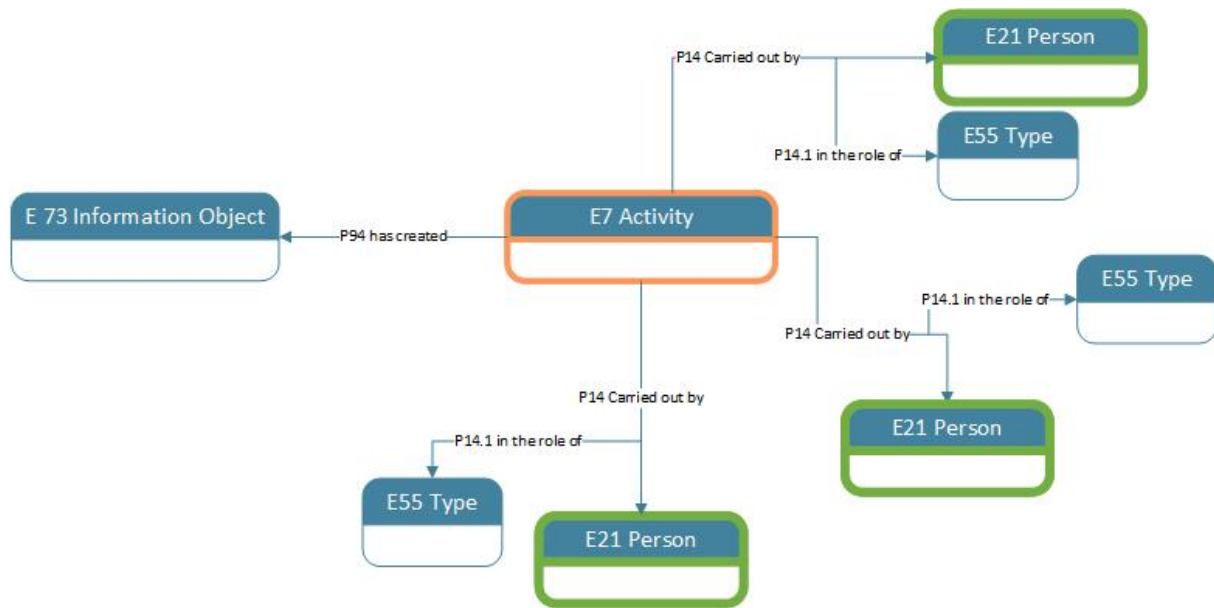 E21 Person
P14 Carried out by
P14.1 in the role of
E55 Type
E 73 Information Object
P94 has created
E7 Activity
E55 Type
P14.1 in the role of
P14 Carried out by
E21 Person
P14 Carried out by
P14.1 in the role of
E55 Type
E21 Person